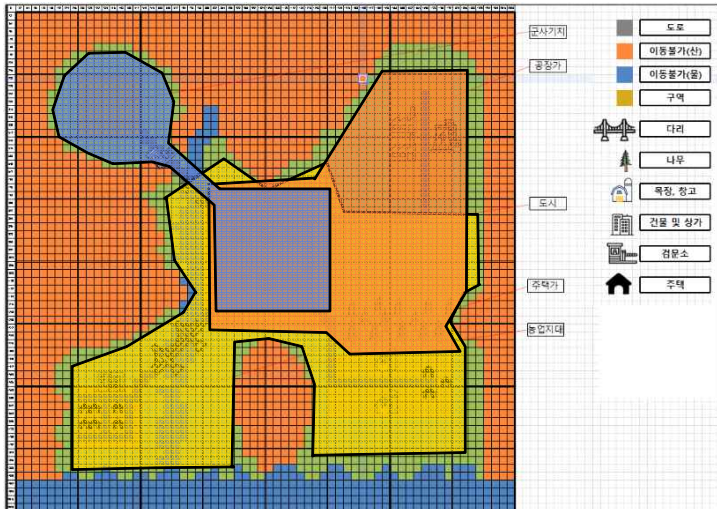 군사기지
공장가
도시
주택가
농업지대
도로
이동불가(산)
이동불가(물)
구역
다리
나무
목장, 창고
건물 및 상가
검문소
주택